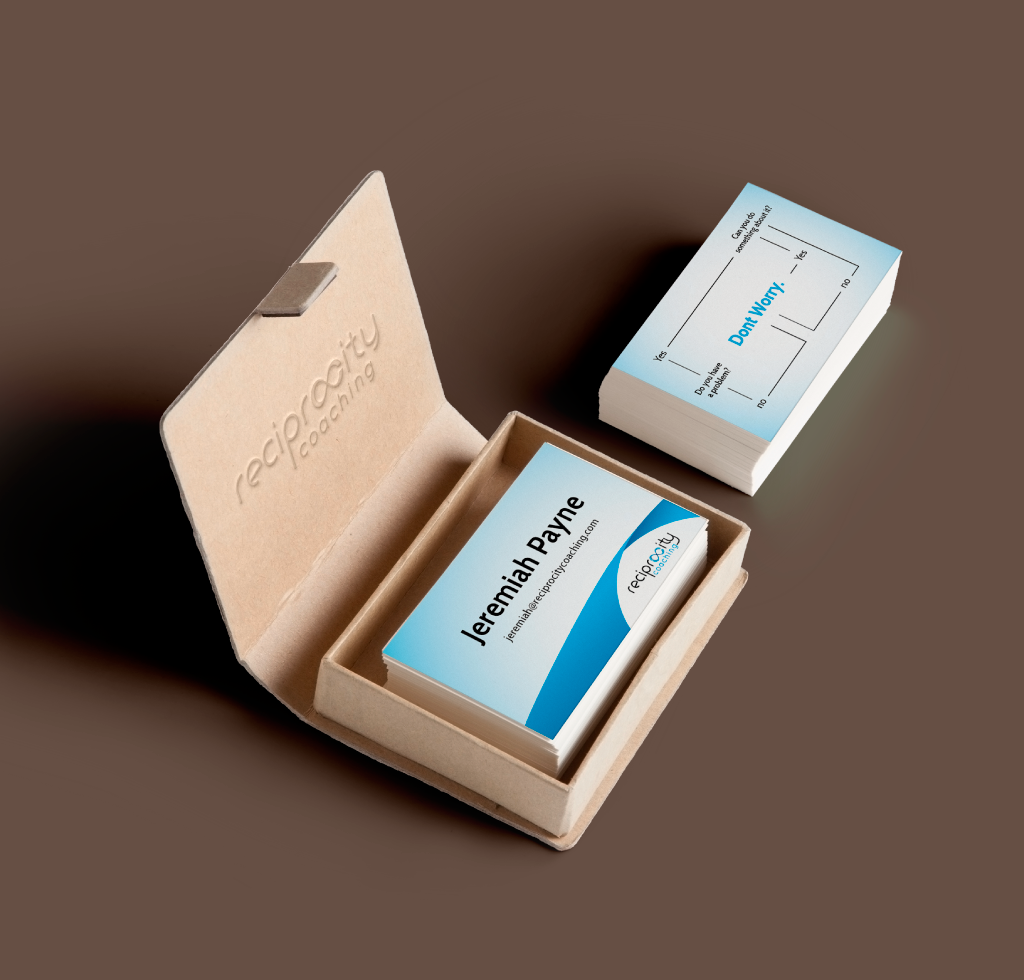 reciprocity
coaching
Can you do
something about it?
Yes
no
Dont Worry.
Yes
Do you have
a problem?
no
Jeremiah Payne
jeremiah@reciprocitycoaching.com
reciprocity
coaching